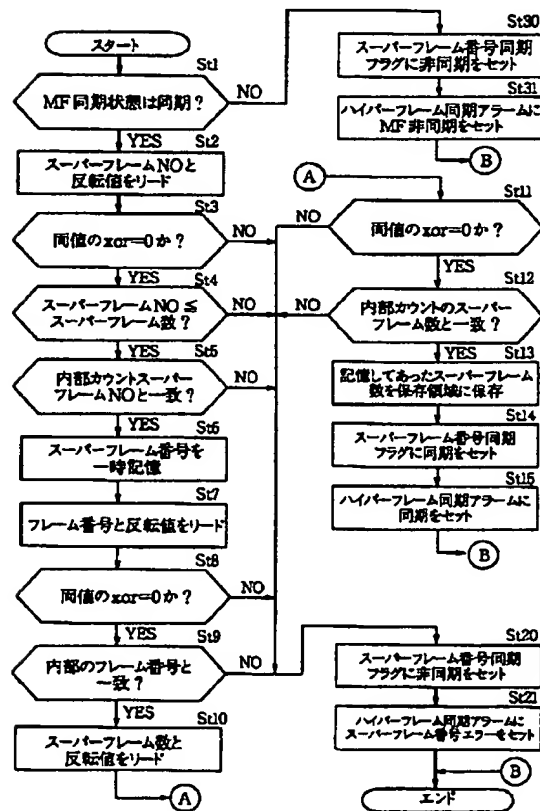 スタート
St1
MF同期状態は同期？
NO
YES
St2
スーパーフレームNOと
反転値をリード
St3
両値のxor=0か？
NO
YES
St4
スーパーフレームNO≦
スーパーフレーム数？
NO
YES
St5
内部カウントスーパー
フレームNOと一致？
NO
YES
St6
スーパーフレーム番号を
一時記憶
St7
フレーム番号と反転値をリード
St8
両値のxor=0か？
NO
YES
St9
内部のフレーム番号と
一致？
NO
YES
St10
スーパーフレーム数と
反転値をリード
A
St30
スーパーフレーム番号同期
フラグに非同期をセット
St31
ハイパーフレーム同期アラームに
MF非同期をセット
B
A
St11
両値のxor=0か？
NO
YES
St12
内部カウントのスーパー
フレーム数と一致？
NO
YES
St13
記憶してあったスーパーフレーム
数を保存領域に保存
St14
スーパーフレーム番号同期
フラグに同期をセット
St15
ハイパーフレーム同期アラームに
同期をセット
B
St20
スーパーフレーム番号同期
フラグに非同期をセット
St21
ハイパーフレーム同期アラームに
スーパーフレーム番号エラーをセット
B
エンド